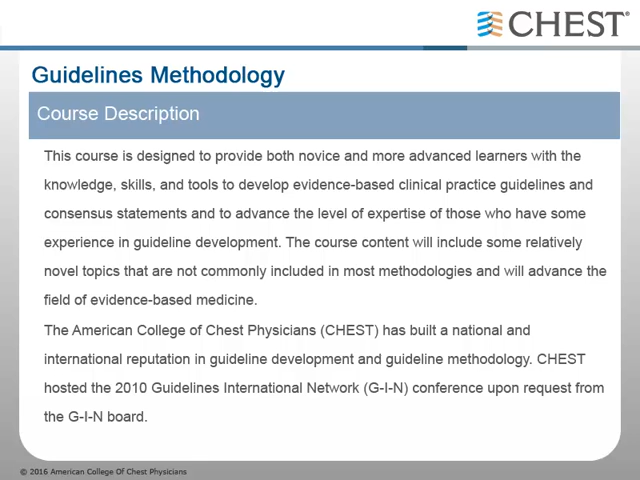 CHEST®
Guidelines Methodology
Course Description
This course is designed to provide both novice and more advanced learners with the
knowledge, skills, and tools to develop evidence-based clinical practice guidelines and
consensus statements and to advance the level of expertise of those who have some
experience in guideline development. The course content will include some relatively
novel topics that are not commonly included in most methodologies and will advance the
field of evidence-based medicine.
The American College of Chest Physicians (CHEST) has built a national and
international reputation in guideline development and guideline methodology. CHEST
hosted the 2010 Guidelines International Network (G-I-N) conference upon request from
the G-I-N board.
© 2016 American College Of Chest Physicians